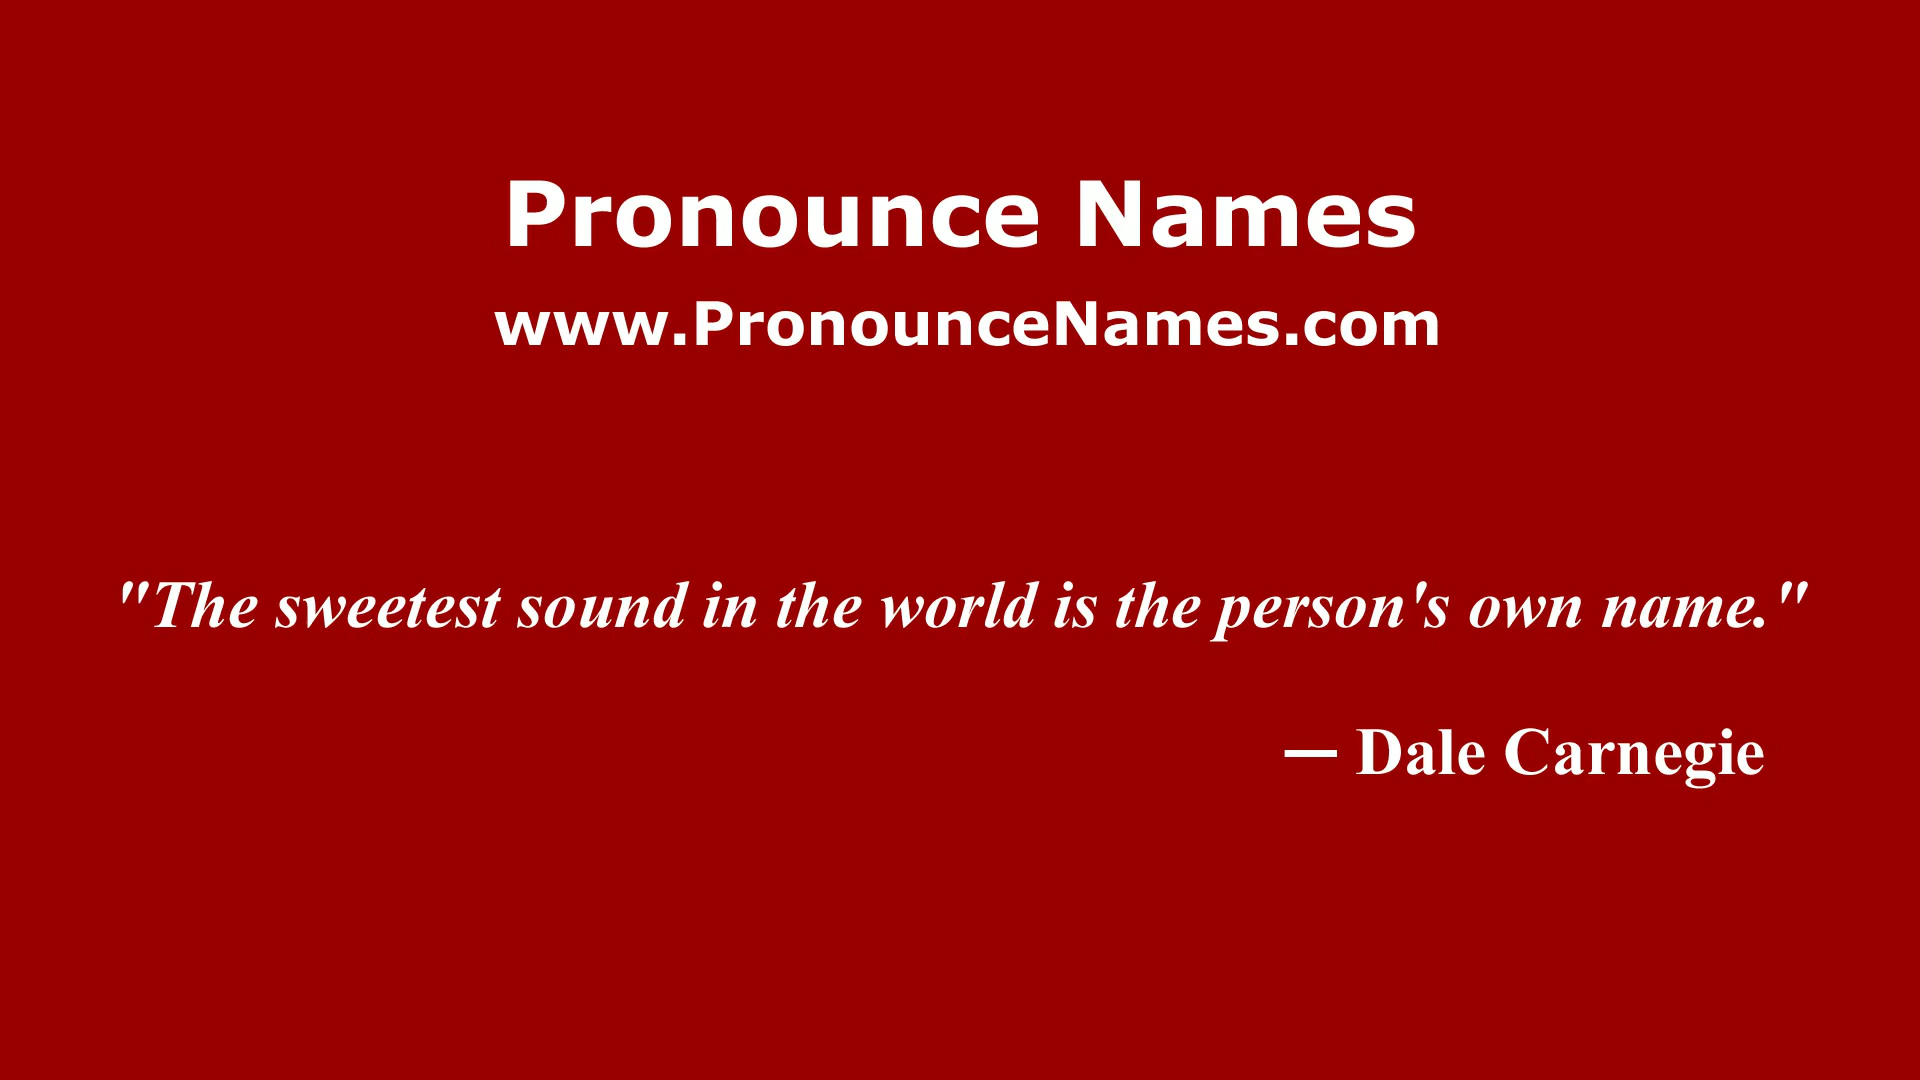 Pronounce Names
www.PronounceNames.com
"The sweetest sound in the world is the person's own name."
— Dale Carnegie